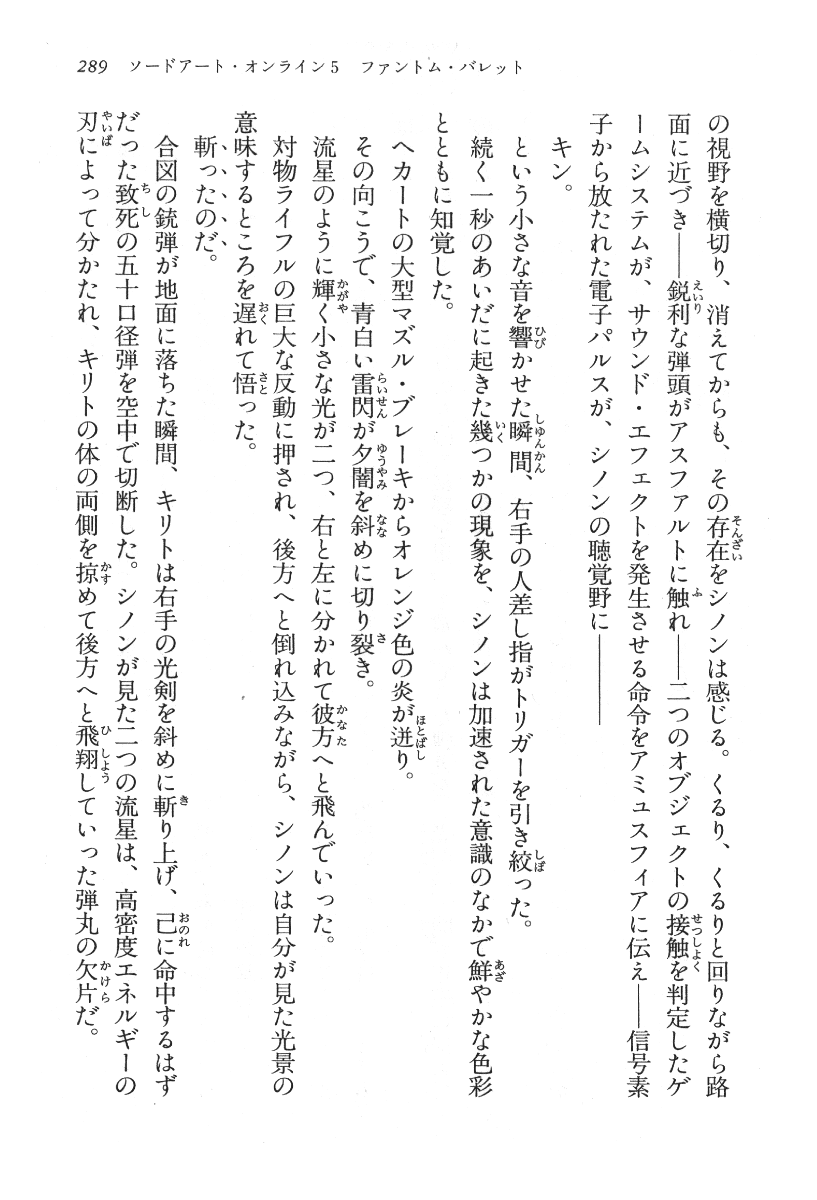 289 ソードアート・オンライン5 ファントム・バレット
の視野を横切り、消えてからも、その存在をシノンは感じる。くるり、くるりと回りながら路
面に近づき――鋭利な弾頭がアスファルトに触れ――二つのオブジェクトの接触を判定したゲ
ームシステムが、サウンド・エフェクトを発生させる命令をアミュスフィアに伝え――信号素
子から放たれた電子パルスが、シノンの聴覚野に――――
キン。
という小さな音を響かせた瞬間、右手の人差し指がトリガーを引き絞った。
続く一秒のあいだに起きた幾つかの現象を、シノンは加速された意識のなかで鮮やかな色彩
とともに知覚した。
ヘカートの大型マズル・ブレーキからオレンジ色の炎が迸り。
その向こうで、青白い雷閃が夕闇を斜めに切り裂き。
流星のように輝く小さな光が二つ、右と左に分かれて彼方へと飛んでいった。
対物ライフルの巨大な反動に押され、後方へと倒れ込みながら、シノンは自分が見た光景の
意味するところを遅れて悟った。
斬ったのだ。
合図の銃弾が地面に落ちた瞬間、キリトは右手の光剣を斜めに斬り上げ、己に命中するはず
だった致死の五十口径弾を空中で切断した。シノンが見た二つの流星は、高密度エネルギーの
刃によって分かたれ、キリトの体の両側を掠めて後方へと飛翔していった弾丸の欠片だ。